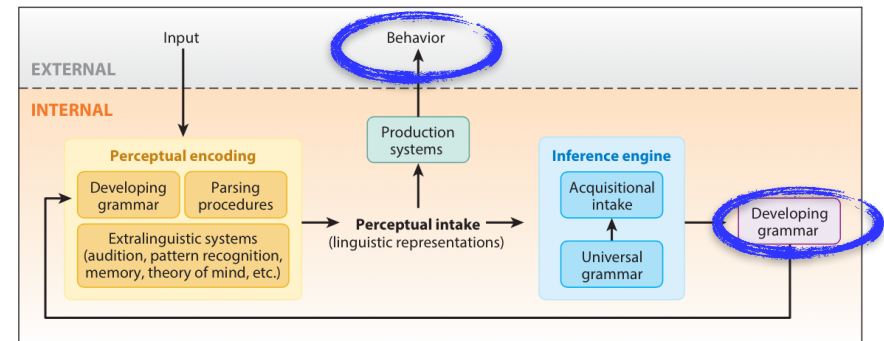 Input
Behavior
EXTERNAL
INTERNAL
Production
systems
Perceptual encoding
Developing
grammar
Parsing
procedures
Extralinguistic systems
(audition, pattern recognition,
memory, theory of mind, etc.)
Perceptual intake
(linguistic representations)
Inference engine
Acquisitional
intake
Universal
grammar
Developing
grammar